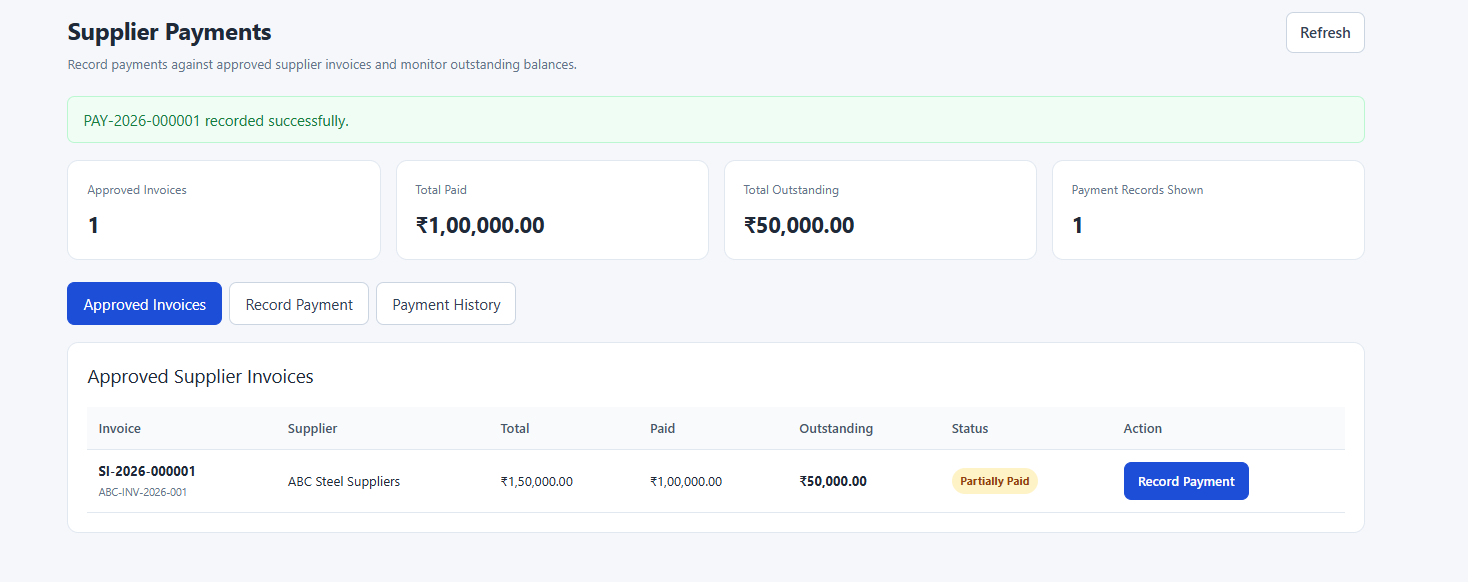 Supplier Payments
Refresh
Record payments against approved supplier invoices and monitor outstanding balances.
PAY-2026-000001 recorded successfully.
Approved Invoices
1
Total Paid
₹1,00,000.00
Total Outstanding
₹50,000.00
Payment Records Shown
1
Approved Invoices
Record Payment
Payment History
Approved Supplier Invoices
Invoice Supplier Total Paid Outstanding Status Action
SI-2026-000001
ABC-INV-2026-001
ABC Steel Suppliers ₹1,50,000.00 ₹1,00,000.00 ₹50,000.00 Partially Paid Record Payment